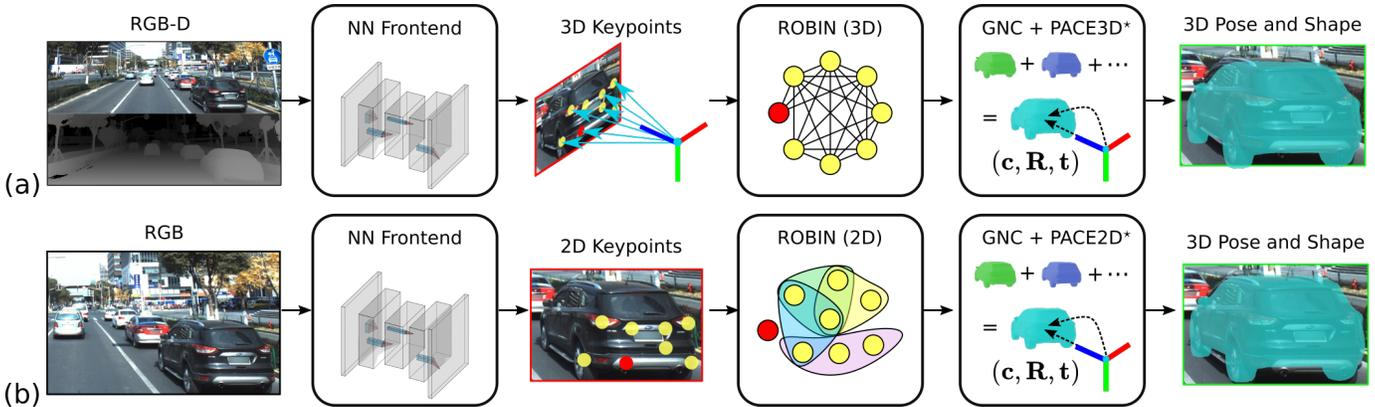 RGB-D
NN Frontend
3D Keypoints
ROBIN (3D)
GNC + PACE3D⋆
3D Pose and Shape
+ + ⋯
=
(c, R, t)
(a)
RGB
NN Frontend
2D Keypoints
ROBIN (2D)
GNC + PACE2D⋆
3D Pose and Shape
+ + ⋯
=
(c, R, t)
(b)